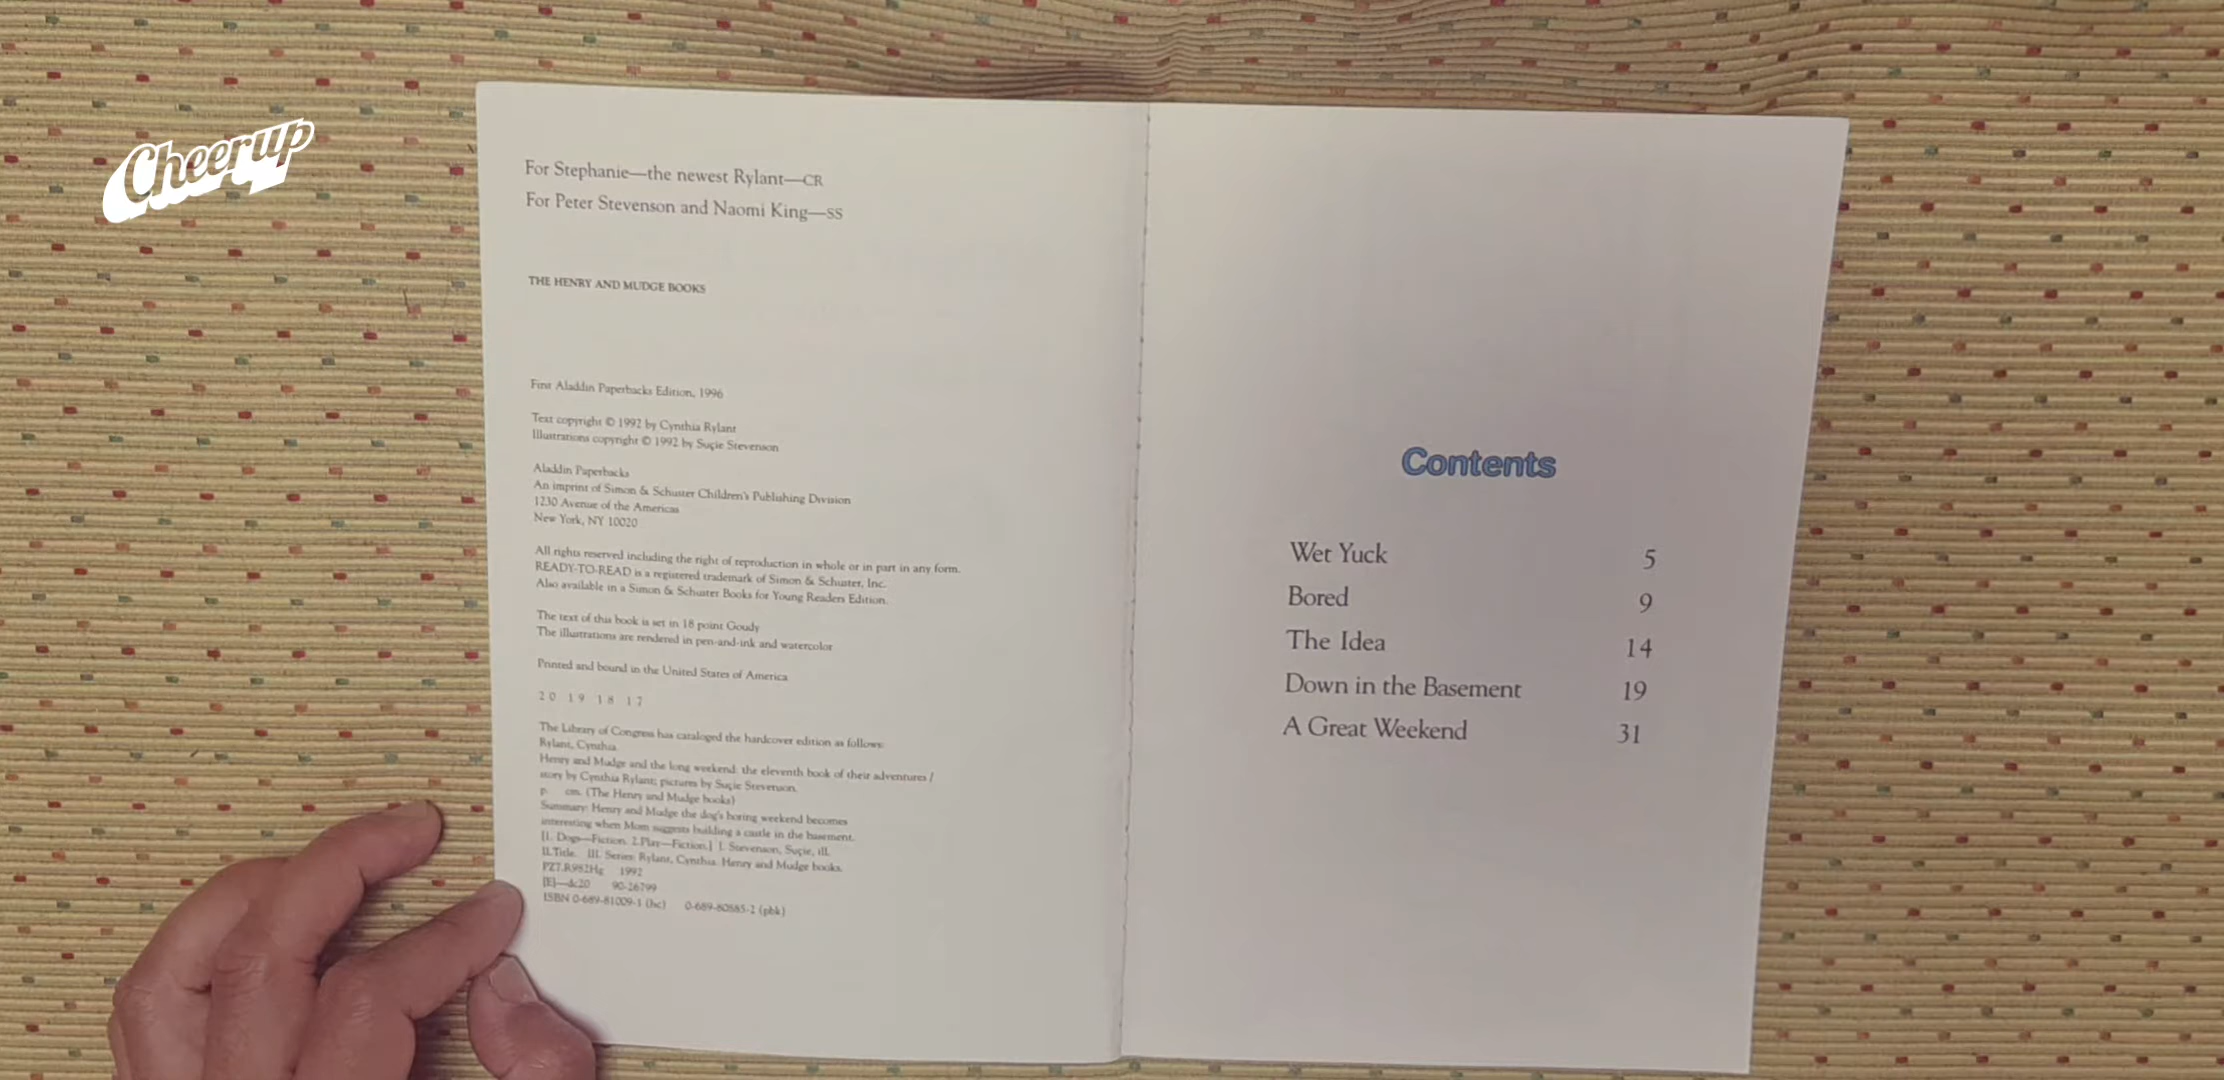 Cheerup
For Stephanie—the newest Rylant—CR
For Peter Stevenson and Naomi King—SS
THE HENRY AND MUDGE BOOKS
First Aladdin Paperbacks Edition, 1996
Text copyright © 1992 by Cynthia Rylant
Illustrations copyright © 1992 by Suçie Stevenson
Aladdin Paperbacks
An imprint of Simon & Schuster Children's Publishing Division
1230 Avenue of the Americas
New York, NY 10020
All rights reserved including the right of reproduction in whole or in part in any form.
READY-TO-READ is a registered trademark of Simon & Schuster, Inc.
Also available in a Simon & Schuster Books for Young Readers Edition.
The text of this book is set in 18 point Goudy
The illustrations are rendered in pen-and-ink and watercolor
Printed and bound in the United States of America
20 19 18 17
The Library of Congress has cataloged the hardcover edition as follows:
Rylant, Cynthia.
Henry and Mudge and the long weekend: the eleventh book of their adventures /
story by Cynthia Rylant; pictures by Suçie Stevenson.
p. cm. (The Henry and Mudge books)
Summary: Henry and Mudge the dog's boring weekend becomes
interesting when Mom suggests building a castle in the basement.
[1. Dogs—Fiction. 2.Play—Fiction.] I. Stevenson, Suçie, ill.
II.Title. III. Series: Rylant, Cynthia. Henry and Mudge books.
PZ7.R982Hg 1992
[E]—dc20 90-26799
ISBN 0-689-81009-1 (hc) 0-689-80885-2 (pbk)
Contents
Wet Yuck 5
Bored 9
The Idea 14
Down in the Basement 19
A Great Weekend 31